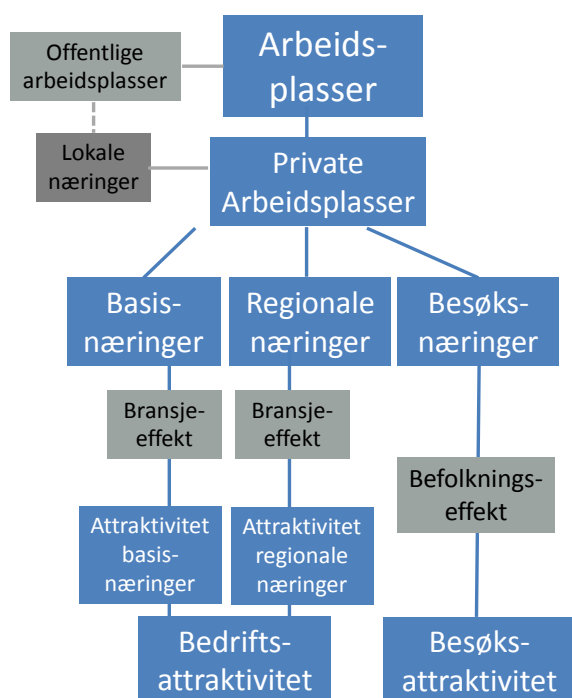 Offentlige
arbeidsplasser
Arbeids-
plasser
Lokale
næringer
Private
Arbeidsplasser
Basis-
næringer
Regionale
næringer
Besøks-
næringer
Bransje-
effekt
Bransje-
effekt
Befolknings-
effekt
Attraktivitet
basis-
næringer
Attraktivitet
regionale
næringer
Bedrifts-
attraktivitet
Besøks-
attraktivitet